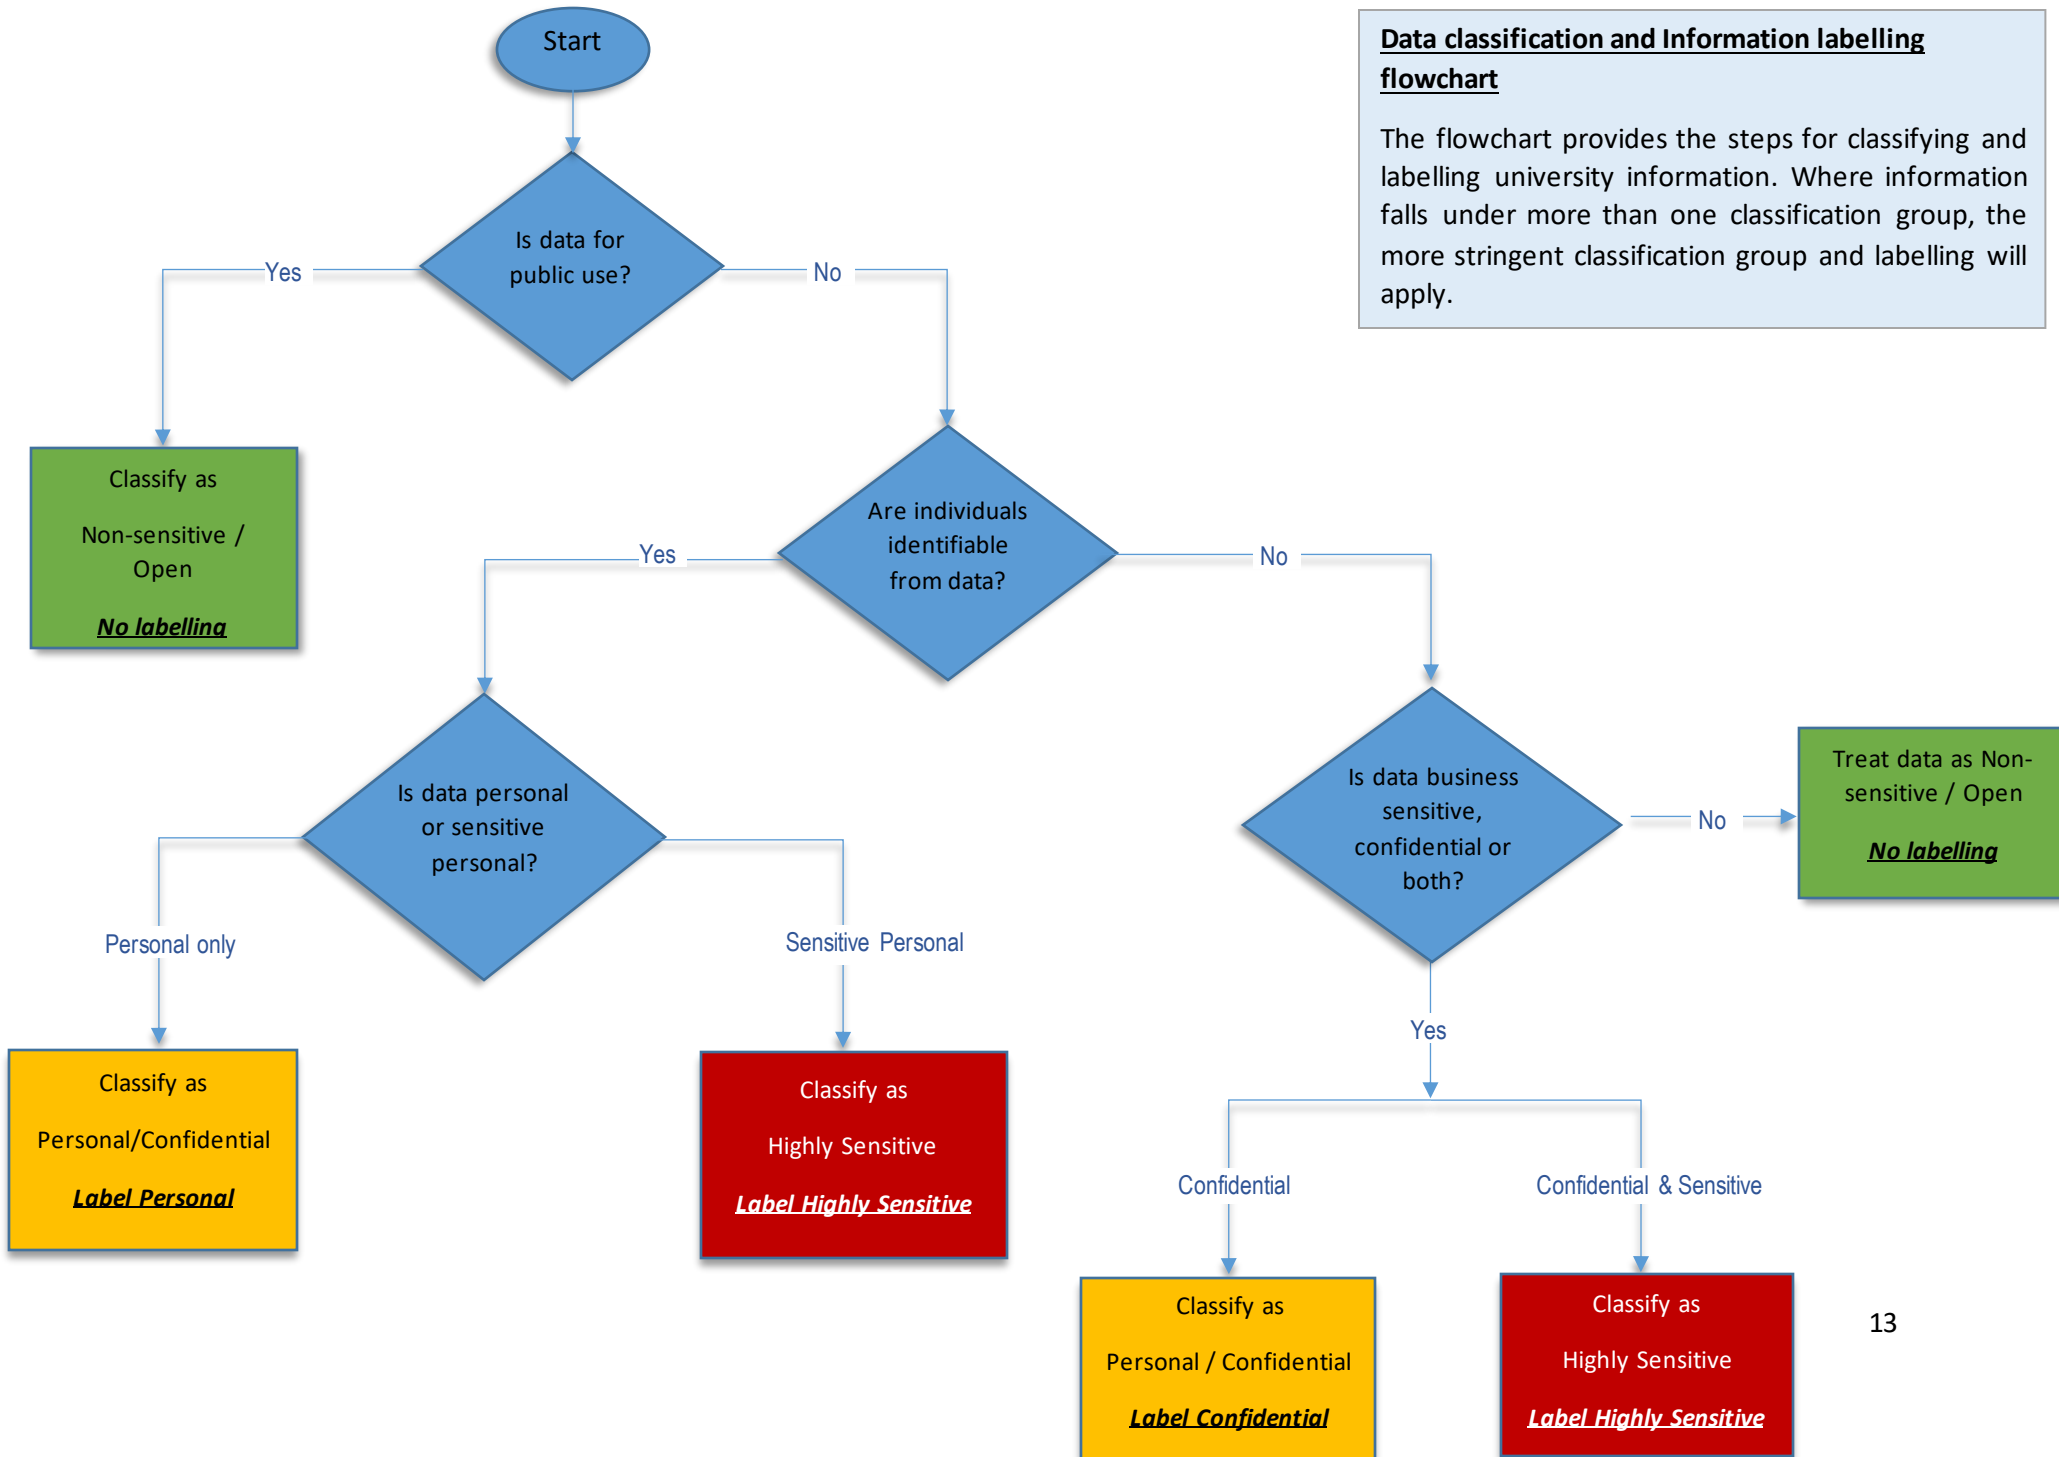 Start
Data classification and Information labelling
flowchart
The flowchart provides the steps for classifying and
labelling university information. Where information
falls under more than one classification group, the
more stringent classification group and labelling will
apply.
Is data for
public use?
Yes
No
Classify as
Non-sensitive /
Open
No labelling
Are individuals
identifiable
from data?
Yes
No
Is data personal
or sensitive
personal?
Is data business
sensitive,
confidential or
both?
No
Treat data as Non-
sensitive / Open
No labelling
Personal only
Sensitive Personal
Yes
Classify as
Personal/Confidential
Label Personal
Classify as
Highly Sensitive
Label Highly Sensitive
Confidential
Confidential & Sensitive
Classify as
Personal / Confidential
Label Confidential
Classify as
Highly Sensitive
Label Highly Sensitive
13